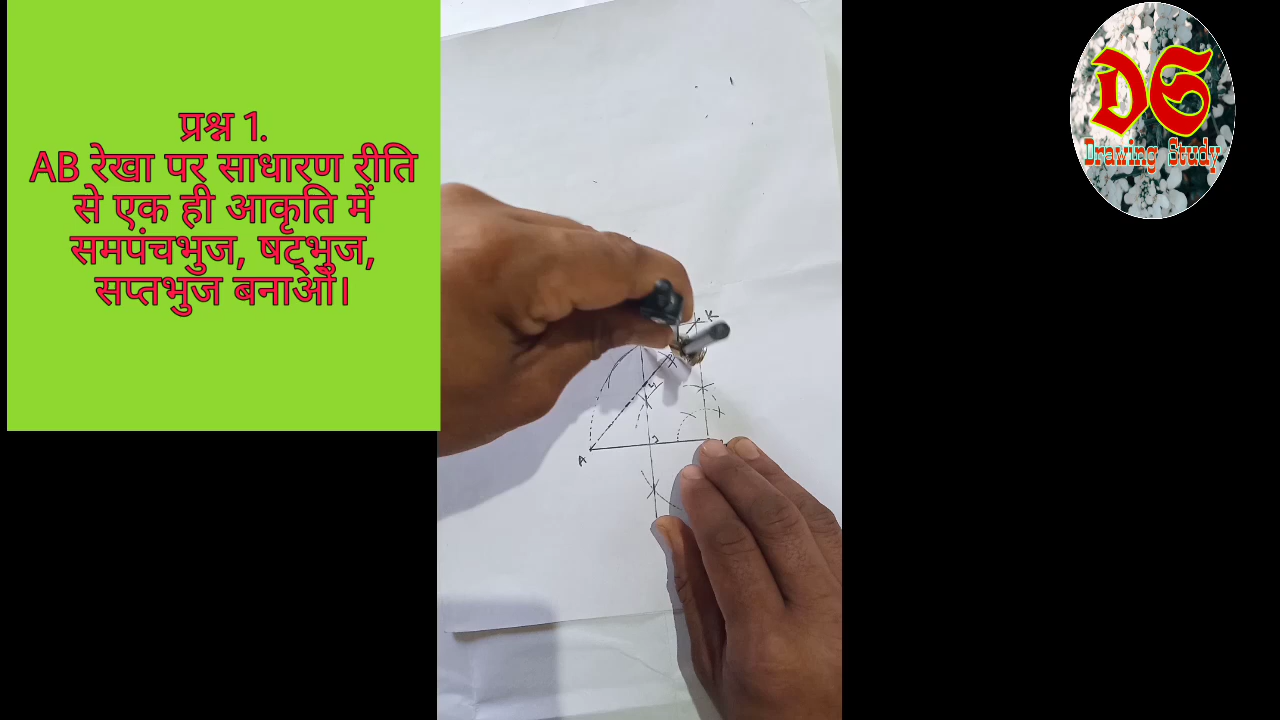 प्रश्न 1.
AB रेखा पर साधारण रीति
से एक ही आकृति में
समपंचभुज, षट्भुज,
सप्तभुज बनाओ।
DS
Drawing Study
K
A